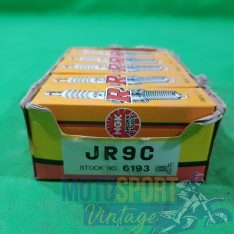 R R R R
NGK
JR9C
STOCK NO. 6193
MOTOSPORT
Vintage